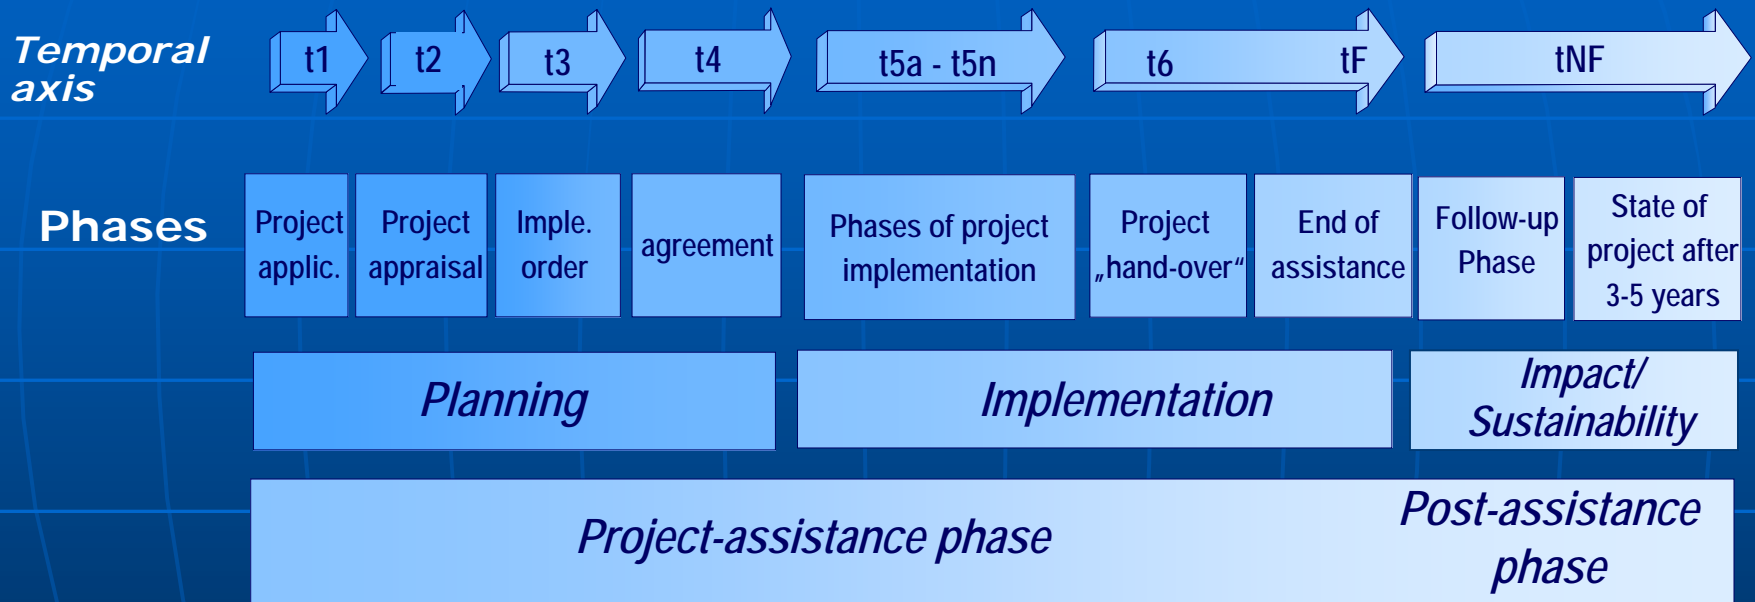 Temporal
axis
t1
t2
t3
t4
t5a - t5n
t6
tF
tNF
Phases
Project
applic.
Project
appraisal
Imple.
order
agreement
Phases of project
implementation
Project
„hand-over“
End of
assistance
Follow-up
Phase
State of
project after
3-5 years
Planning
Implementation
Impact/
Sustainability
Project-assistance phase
Post-assistance
phase